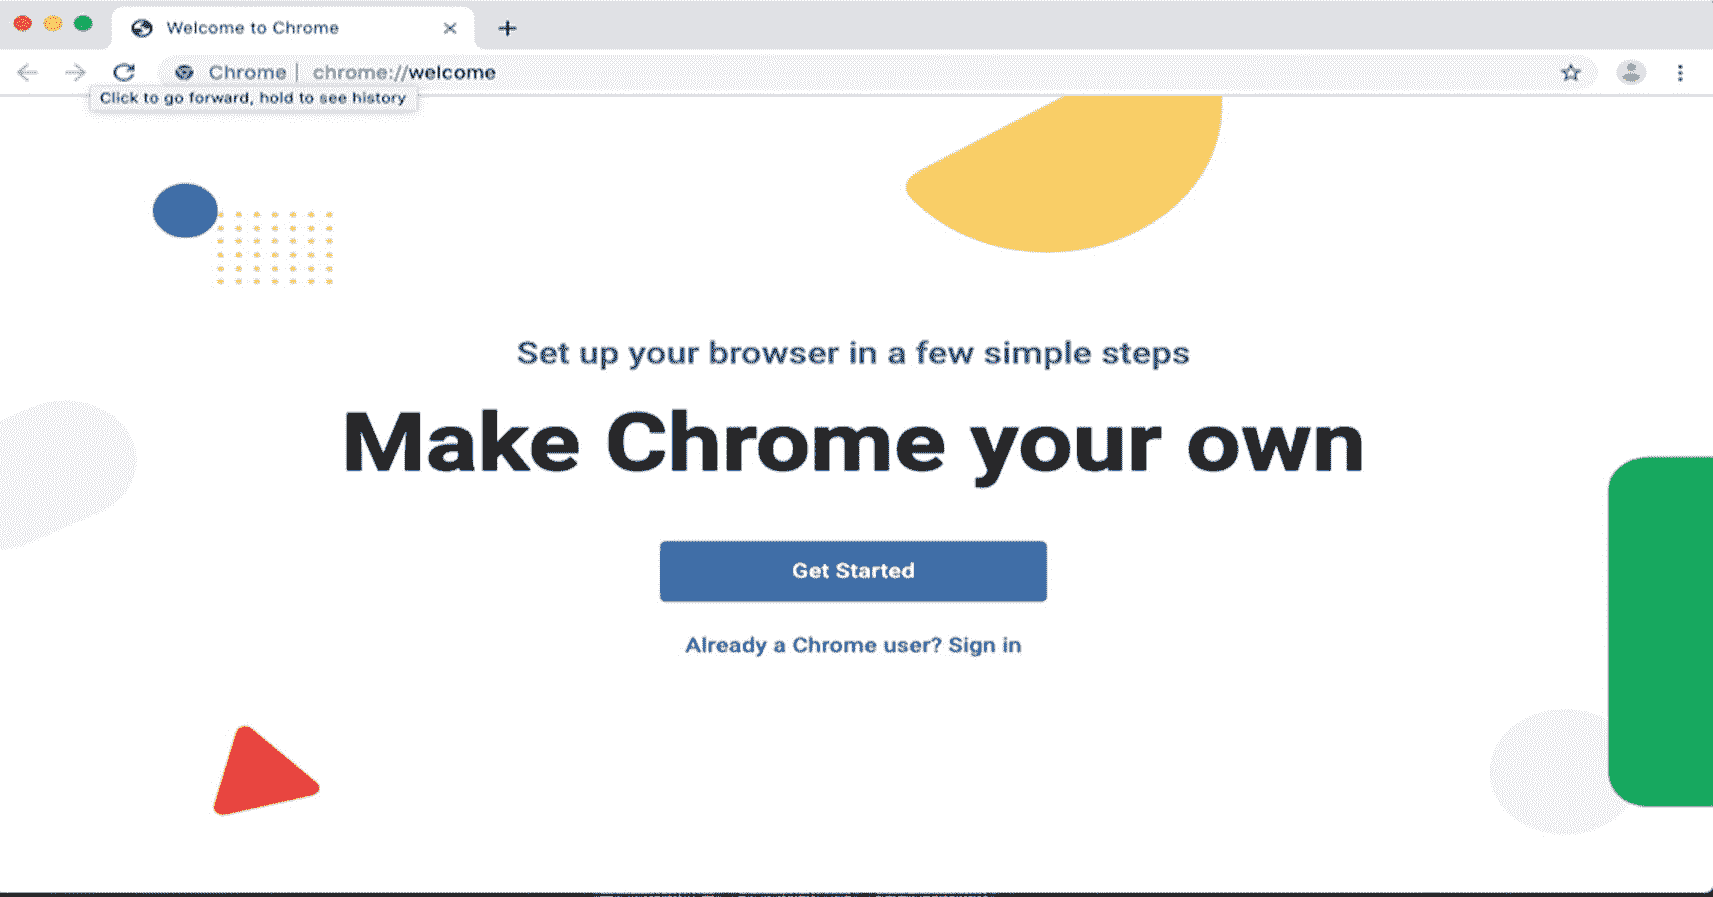 Welcome to Chrome
Chrome | chrome://welcome
Click to go forward, hold to see history
Set up your browser in a few simple steps
Make Chrome your own
Get Started
Already a Chrome user? Sign in